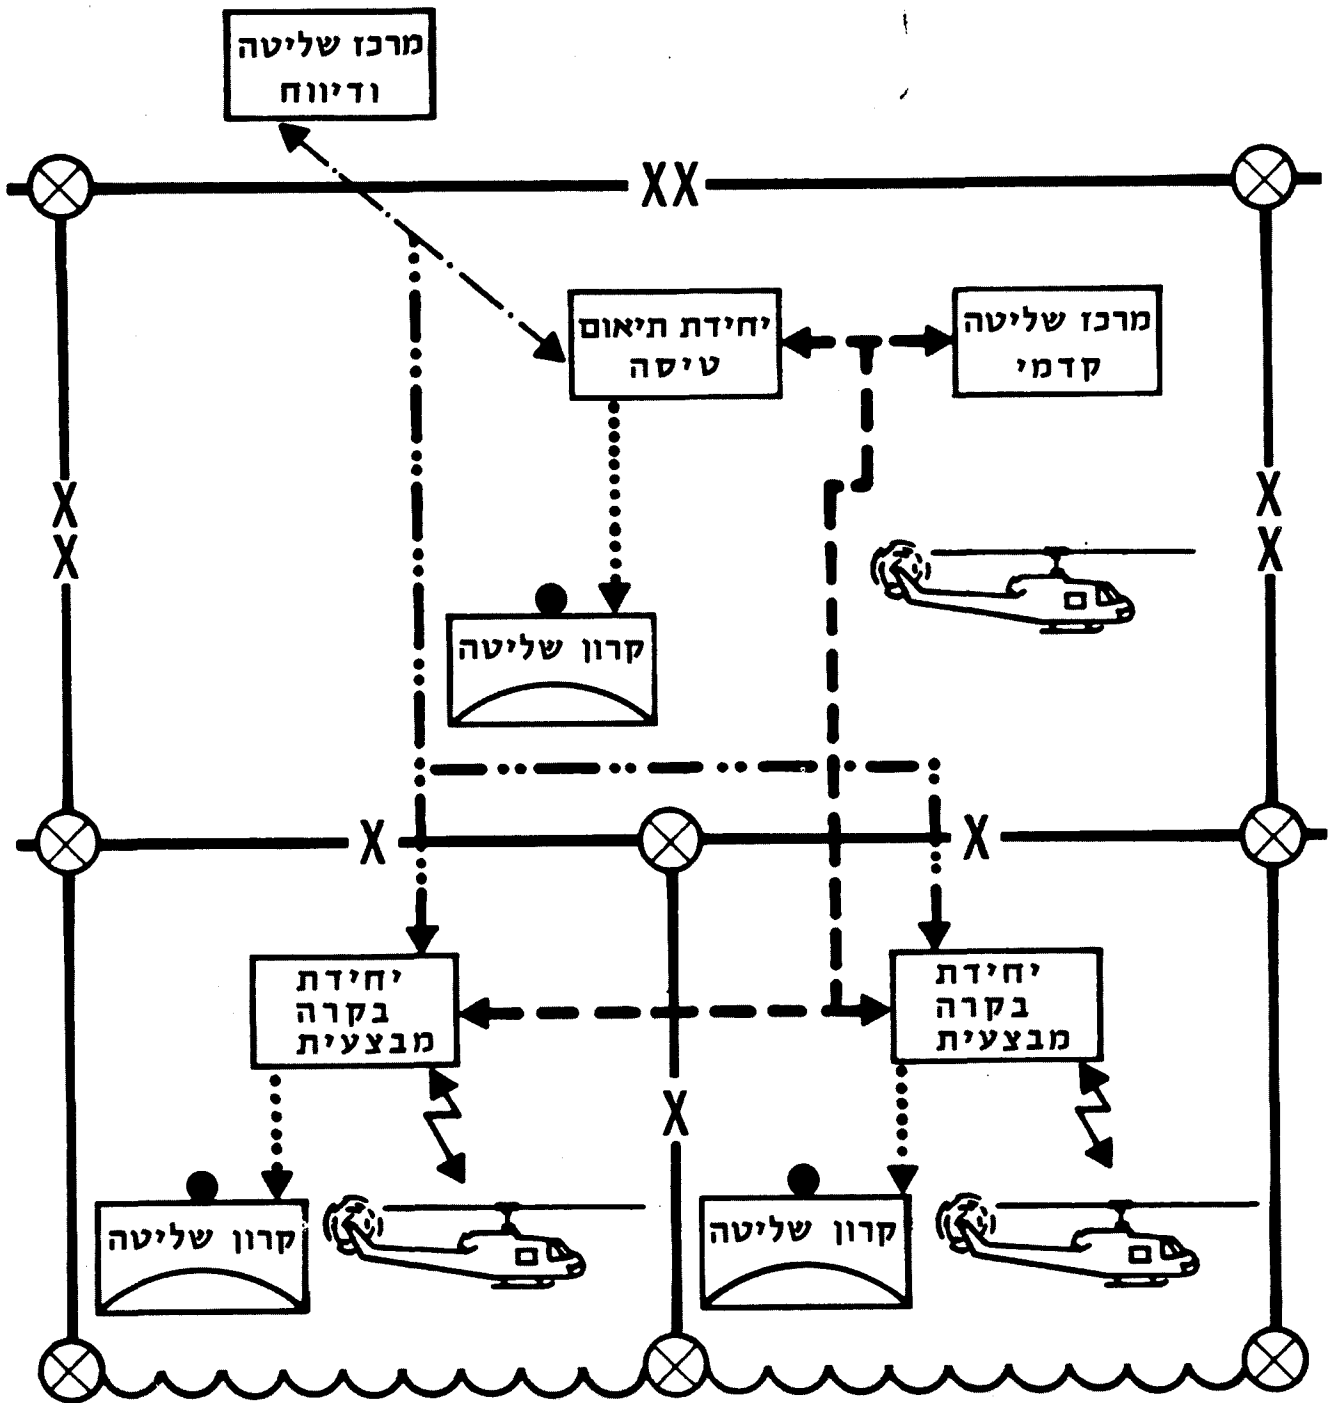 מרכז שליטה
ודיווח
XX
יחידת תיאום
טיסה
מרכז שליטה
קדמי
X
X
X
X
קרון שליטה
X
X
יחידת
בקרה
מבצעית
יחידת
בקרה
מבצעית
X
קרון שליטה
קרון שליטה